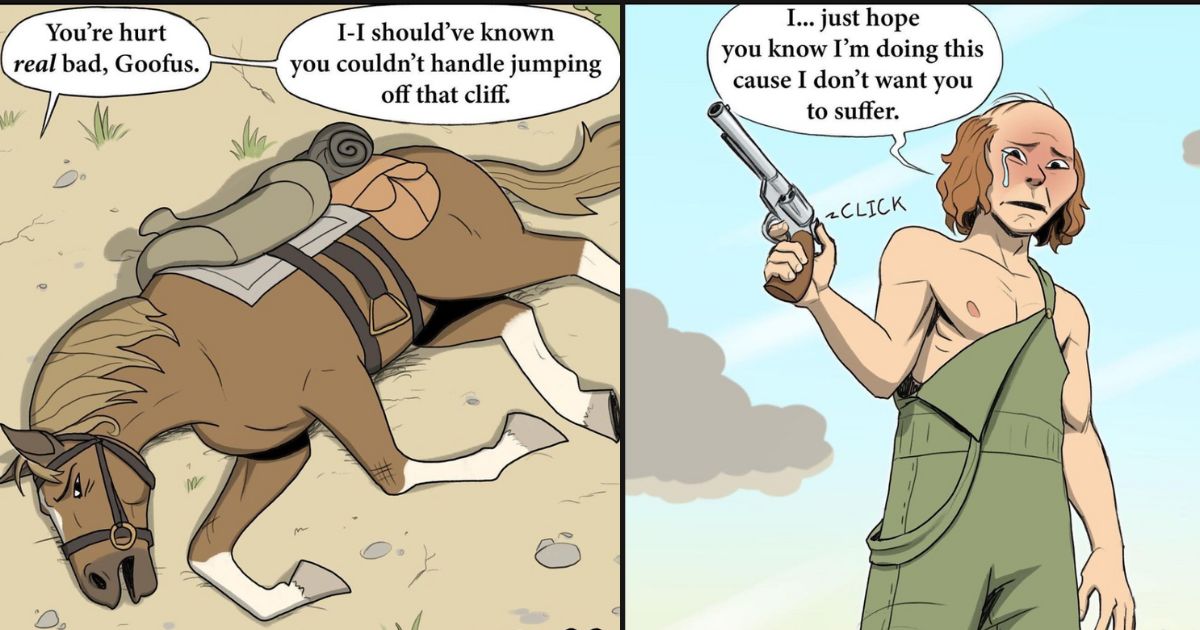 You’re hurt
real bad, Goofus.
I-I should’ve known
you couldn’t handle jumping
off that cliff.
I... just hope
you know I’m doing this
cause I don’t want you
to suffer.
~CLICK